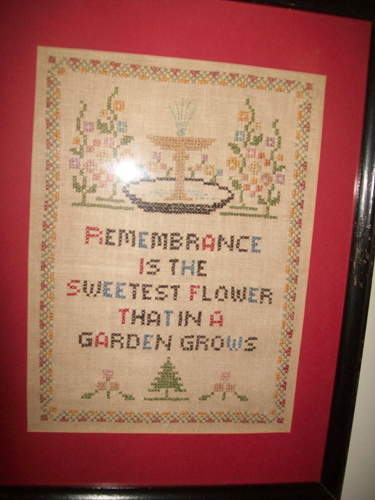 REMEMBRANCE
IS THE
SWEETEST FLOWER
THAT IN A
GARDEN GROWS